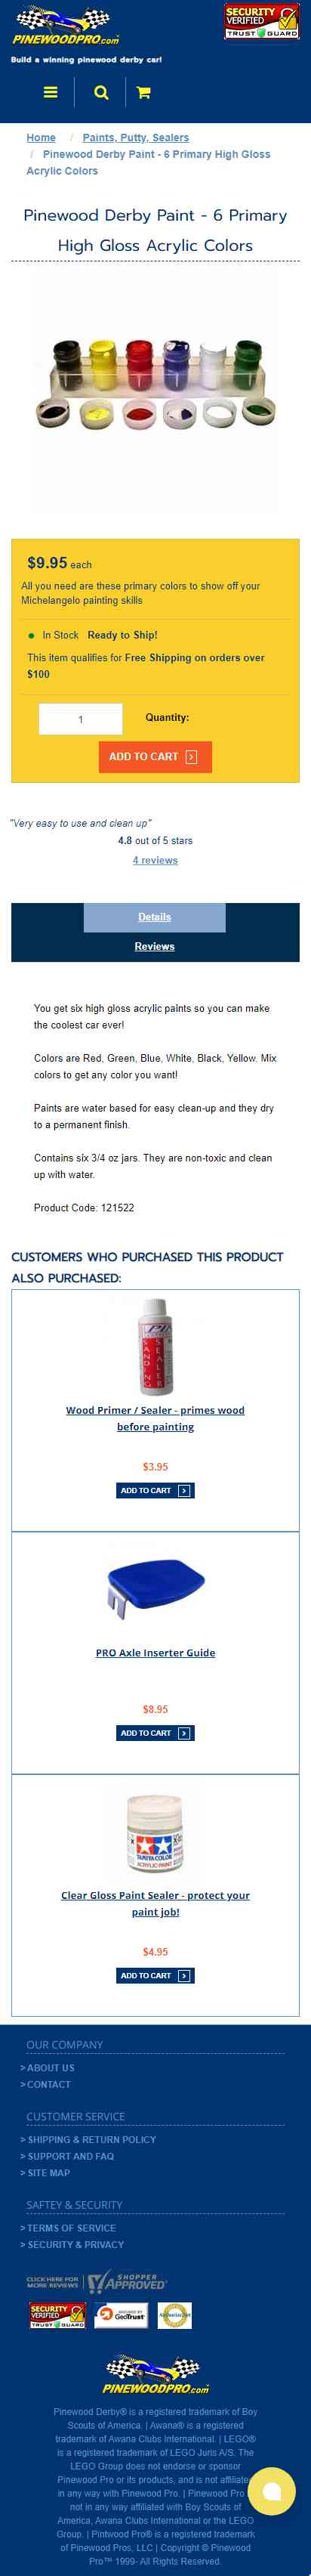 PINEWOODPRO.com
SECURITY
VERIFIED
TRUST GUARD
Build a winning pinewood derby car!
Home / Paints, Putty, Sealers
/ Pinewood Derby Paint - 6 Primary High Gloss
Acrylic Colors
Pinewood Derby Paint - 6 Primary
High Gloss Acrylic Colors
$9.95 each
All you need are these primary colors to show off your
Michelangelo painting skills
In Stock Ready to Ship!
This item qualifies for Free Shipping on orders over
$100
1 Quantity:
ADD TO CART
"Very easy to use and clean up"
4.8 out of 5 stars
4 reviews
Details
Reviews
You get six high gloss acrylic paints so you can make
the coolest car ever!
Colors are Red, Green, Blue, White, Black, Yellow. Mix
colors to get any color you want!
Paints are water based for easy clean-up and they dry
to a permanent finish.
Contains six 3/4 oz jars. They are non-toxic and clean
up with water.
Product Code: 121522
CUSTOMERS WHO PURCHASED THIS PRODUCT
ALSO PURCHASED:
SANDING
SEALER
Wood Primer / Sealer - primes wood
before painting
$3.95
ADD TO CART
PRO Axle Inserter Guide
$8.95
ADD TO CART
TAMIYA COLOR
ACRYLIC PAINT
Clear Gloss Paint Sealer - protect your
paint job!
$4.95
ADD TO CART
OUR COMPANY
> ABOUT US
> CONTACT
CUSTOMER SERVICE
> SHIPPING & RETURN POLICY
> SUPPORT AND FAQ
> SITE MAP
SAFTEY & SECURITY
> TERMS OF SERVICE
> SECURITY & PRIVACY
CLICK HERE FOR
MORE REVIEWS
SHOPPER
APPROVED
SECURITY
VERIFIED
TRUST GUARD
SECURED BY
GeoTrust
Authorize.Net
PINEWOODPRO.com
Pinewood Derby® is a registered trademark of Boy
Scouts of America. | Awana® is a registered
trademark of Awana Clubs International. | LEGO®
is a registered trademark of LEGO Juris A/S. The
LEGO Group does not endorse or sponsor
Pinewood Pro or its products, and is not affiliated
in any way with Pinewood Pro. | Pinewood Pro
not in any way affiliated with Boy Scouts of
America, Awana Clubs International or the LEGO
Group. | Pintwood Pro® is a registered trademark
of Pinewood Pros, LLC | Copyright © Pinewood
Pro™ 1999- All Rights Reserved.